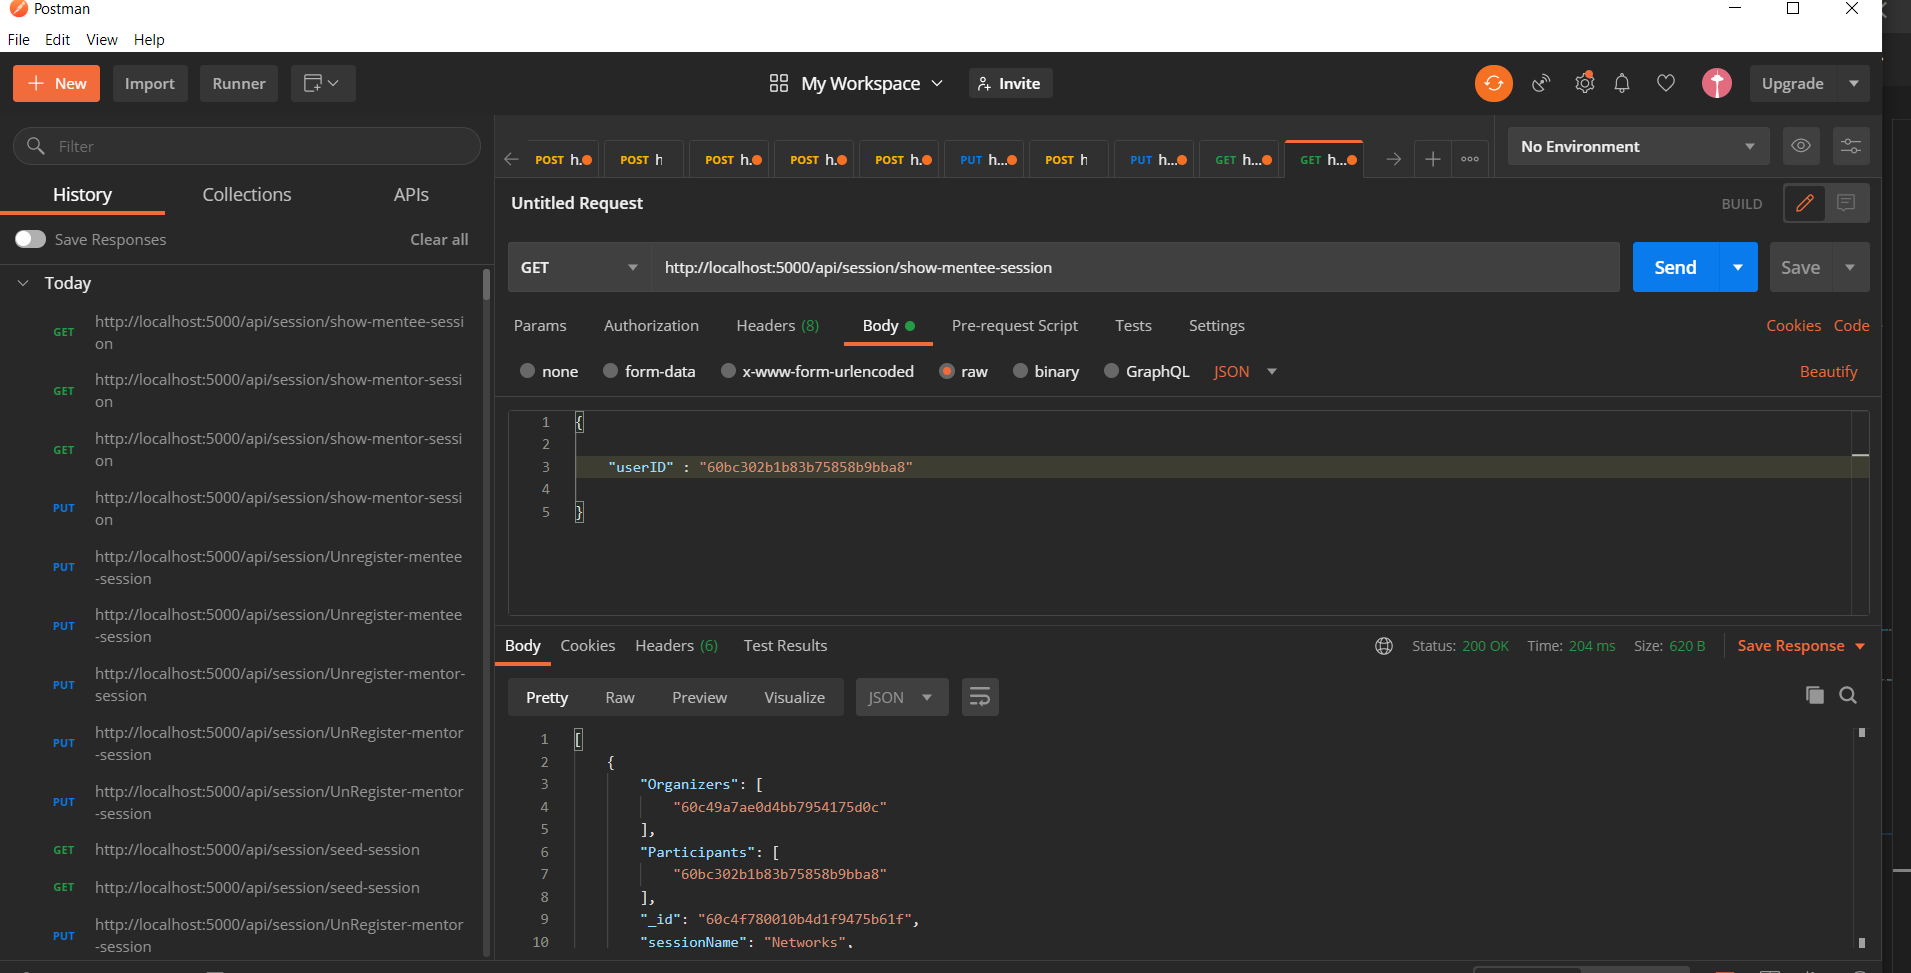 Postman
File Edit View Help
New Import Runner My Workspace Invite Upgrade
Filter
History Collections APIs
Save Responses Clear all
Today
GET http://localhost:5000/api/session/show-mentee-sessi
on
GET http://localhost:5000/api/session/show-mentor-sessi
on
GET http://localhost:5000/api/session/show-mentor-sessi
on
PUT http://localhost:5000/api/session/show-mentor-sessi
on
PUT http://localhost:5000/api/session/Unregister-mentee
-session
PUT http://localhost:5000/api/session/Unregister-mentee
-session
PUT http://localhost:5000/api/session/Unregister-mentor-
session
PUT http://localhost:5000/api/session/UnRegister-mentor
-session
PUT http://localhost:5000/api/session/UnRegister-mentor
-session
GET http://localhost:5000/api/session/seed-session
GET http://localhost:5000/api/session/seed-session
PUT http://localhost:5000/api/session/UnRegister-mentor
-session
POST h. POST h POST h. POST h. POST h. PUT h... POST h PUT h... GET h... GET h...
No Environment
Untitled Request BUILD
GET http://localhost:5000/api/session/show-mentee-session Send Save
Params Authorization Headers (8) Body Pre-request Script Tests Settings Cookies Code
none form-data x-www-form-urlencoded raw binary GraphQL JSON Beautify
1 {
2
3 "userID" : "60bc302b1b83b75858b9bba8"
4
5 }
Body Cookies Headers (6) Test Results Status: 200 OK Time: 204 ms Size: 620 B Save Response
Pretty Raw Preview Visualize JSON
1 [
2 {
3 "Organizers": [
4 "60c49a7ae0d4bb7954175d0c"
5 ],
6 "Participants": [
7 "60bc302b1b83b75858b9bba8"
8 ],
9 "_id": "60c4f780010b4d1f9475b61f",
10 "sessionName": "Networks",